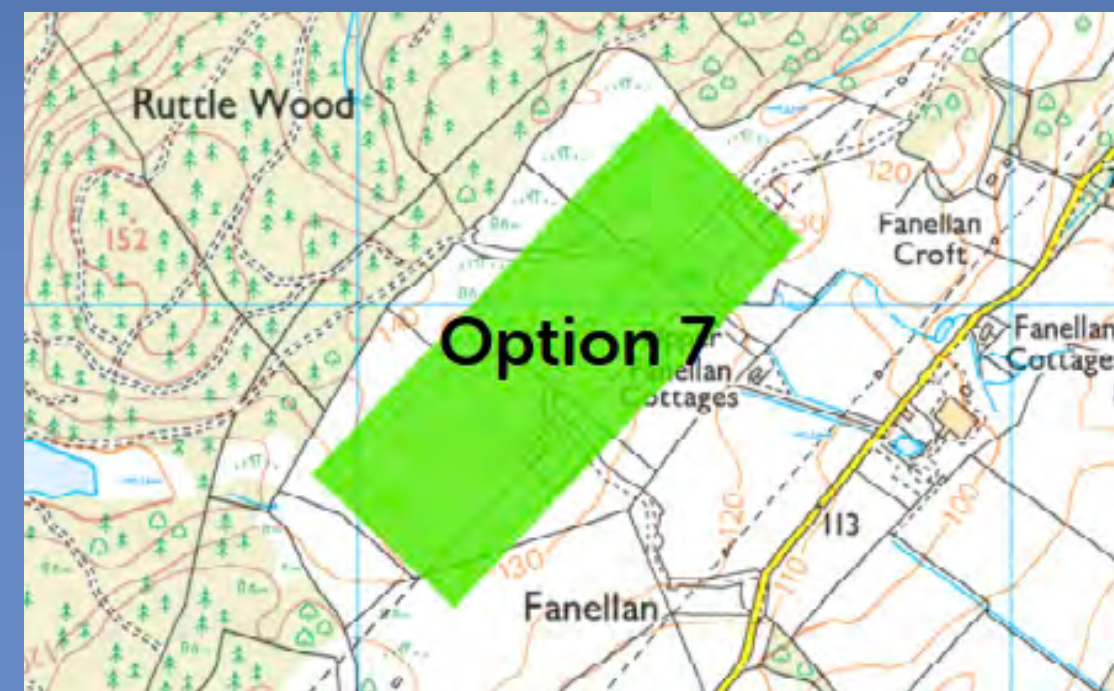 Ruttle Wood
120
152
Fanellan
Croft
140
Option 7
Fanellan
Cottages
Fanellan
Cottages
120
100
113
130
110
Fanellan